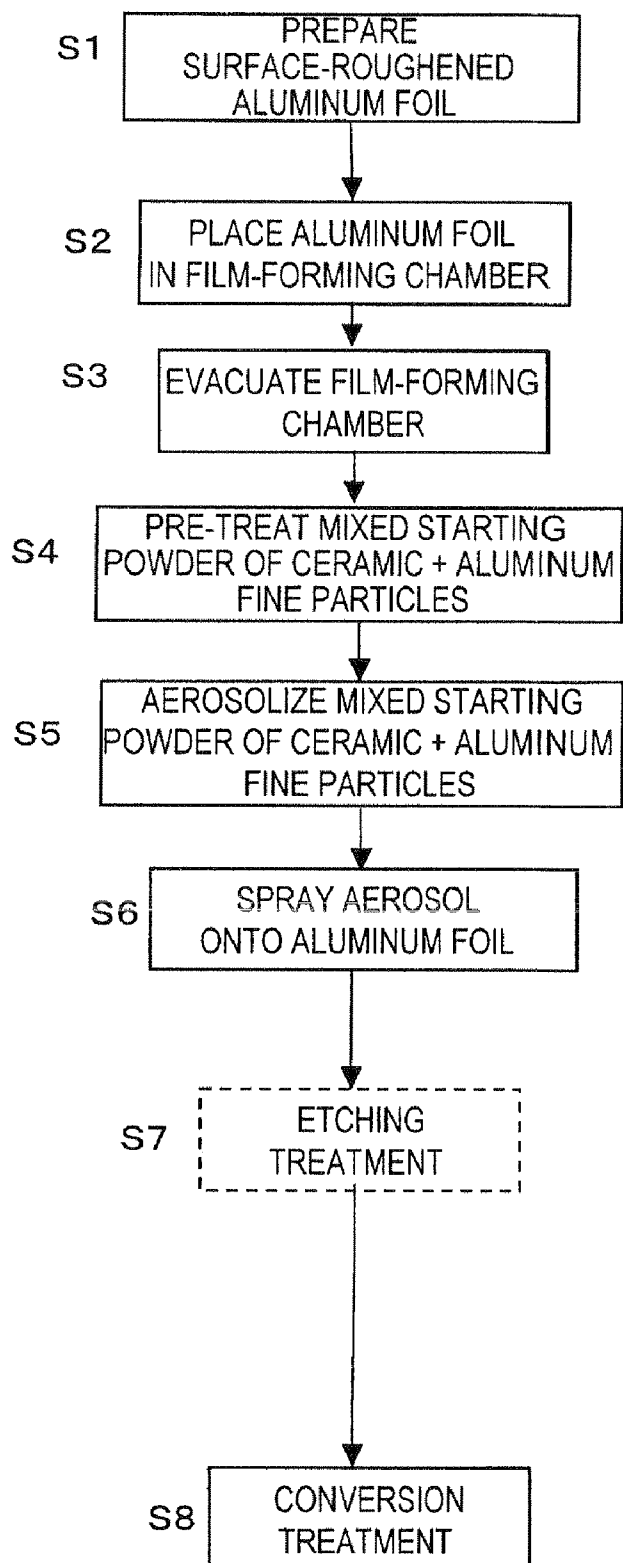 S1
PREPARE
SURFACE-ROUGHENED
ALUMINUM FOIL
S2
PLACE ALUMINUM FOIL
IN FILM-FORMING CHAMBER
S3
EVACUATE FILM-FORMING
CHAMBER
S4
PRE-TREAT MIXED STARTING
POWDER OF CERAMIC + ALUMINUM
FINE PARTICLES
S5
AEROSOLIZE MIXED STARTING
POWDER OF CERAMIC + ALUMINUM
FINE PARTICLES
S6
SPRAY AEROSOL
ONTO ALUMINUM FOIL
S7
ETCHING
TREATMENT
S8
CONVERSION
TREATMENT